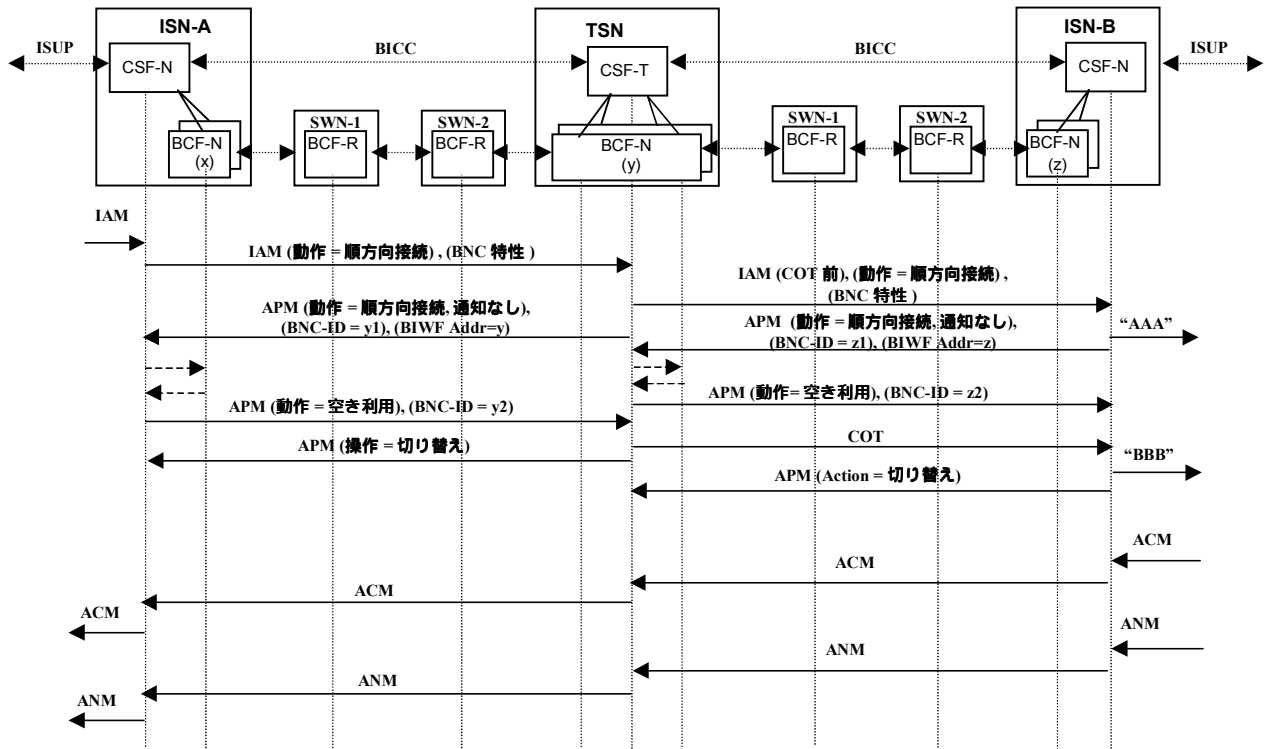 ISN-A
TSN
ISN-B
ISUP
BICC
BICC
ISUP
CSF-N
CSF-T
CSF-N
SWN-1
SWN-2
SWN-1
SWN-2
BCF-N
(x)
BCF-R
BCF-R
BCF-N
(y)
BCF-R
BCF-R
BCF-N
(z)
IAM
IAM (動作 = 順方向接続) , (BNC 特性 )
IAM (COT 前), (動作 = 順方向接続) ,
(BNC 特性 )
APM (動作 = 順方向接続, 通知なし),
(BNC-ID = y1), (BIWF Addr=y)
APM (動作 = 順方向接続, 通知なし),
(BNC-ID = z1), (BIWF Addr=z)
“AAA”
APM (動作 = 空き利用), (BNC-ID = y2)
APM (動作= 空き利用), (BNC-ID = z2)
APM (操作 = 切り替え)
COT
“BBB”
APM (Action = 切り替え)
ACM
ACM
ACM
ACM
ANM
ANM
ANM
ANM